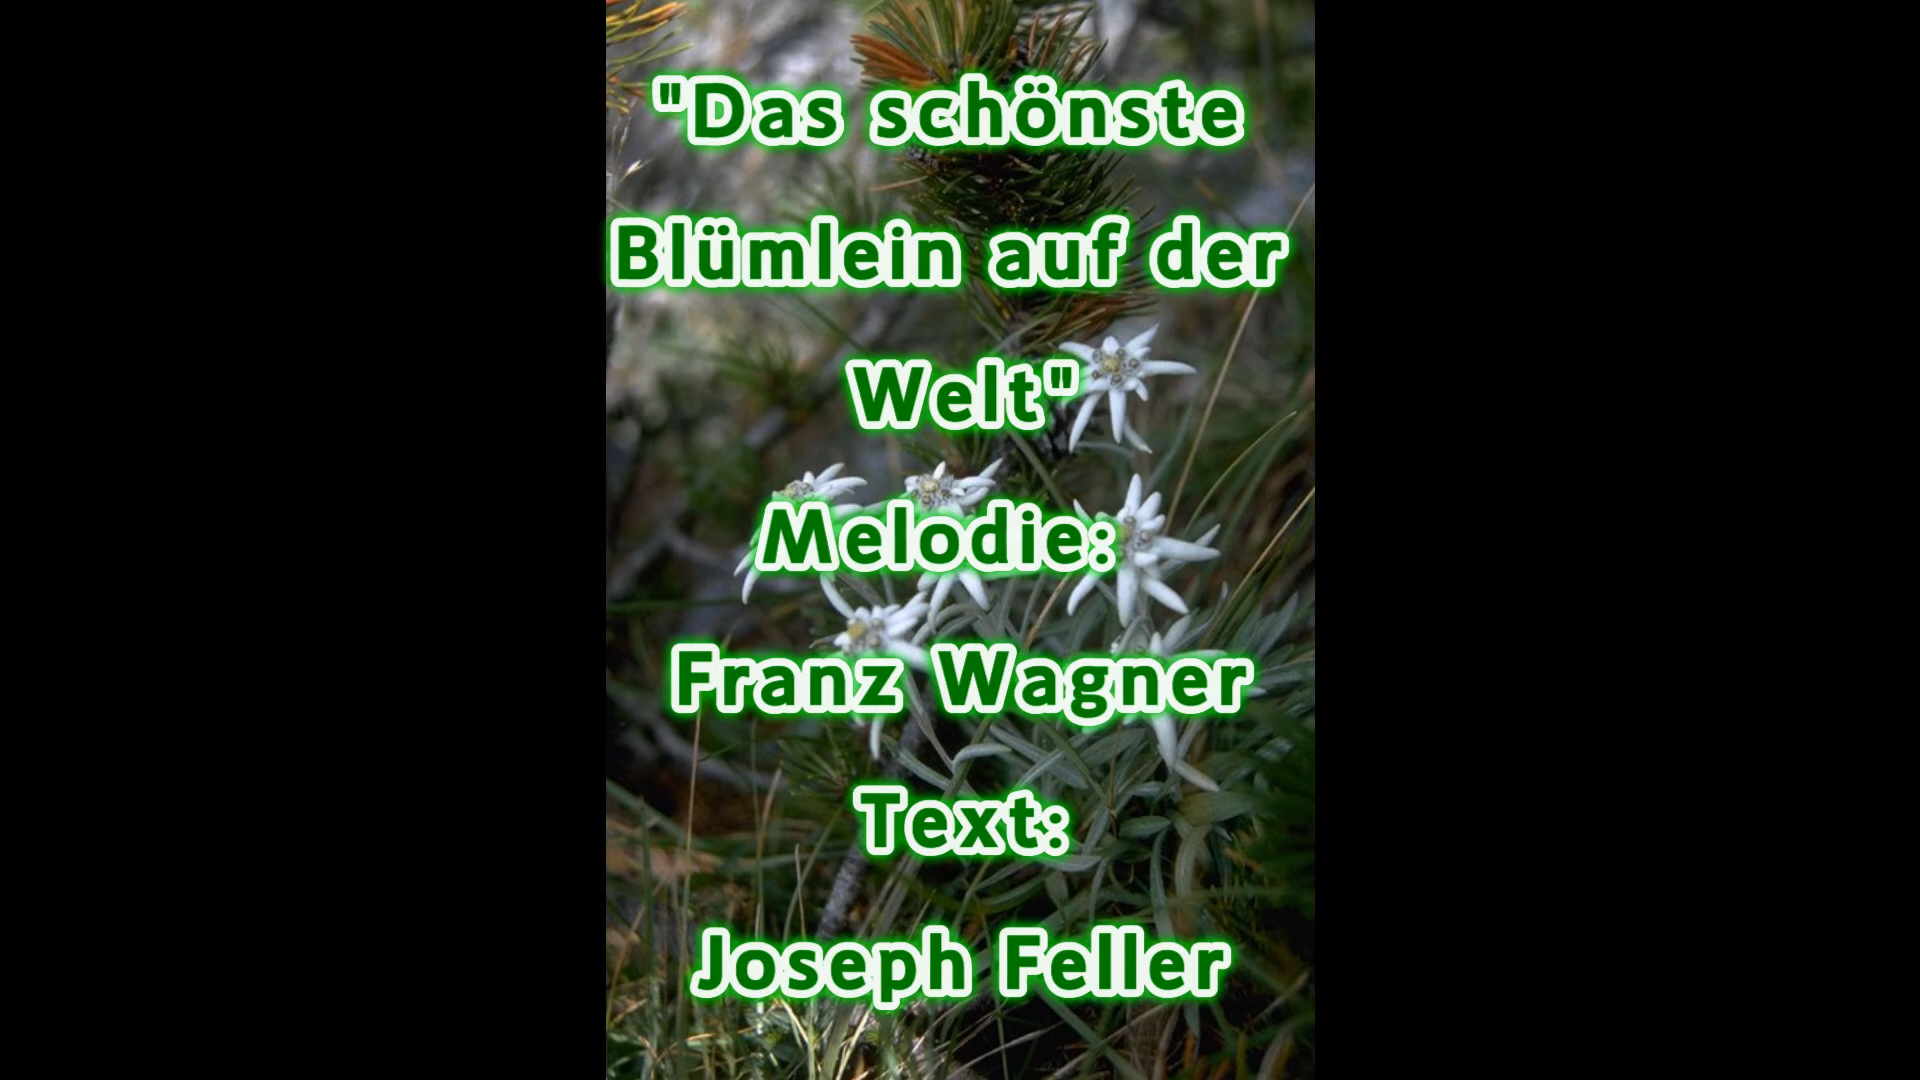 "Das schönste
Blümlein auf der
Welt"
Melodie:
Franz Wagner
Text:
Joseph Feller